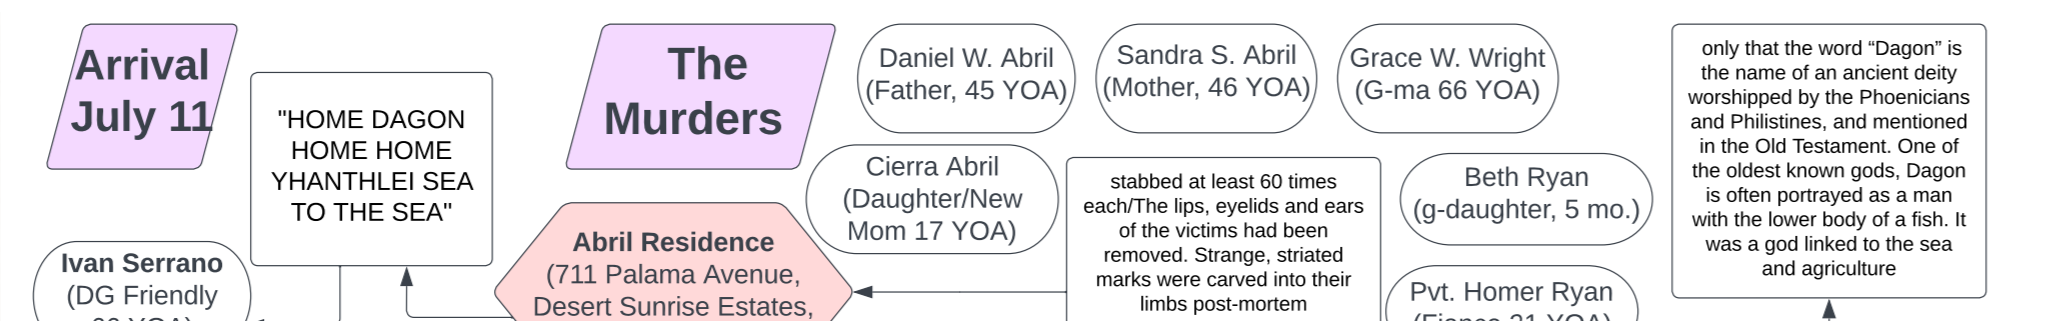 Arrival
July 11
"HOME DAGON
HOME HOME
YHANTHLEI SEA
TO THE SEA"
Ivan Serrano
(DG Friendly
The
Murders
Abril Residence
(711 Palama Avenue,
Desert Sunrise Estates,
Daniel W. Abril
(Father, 45 YOA)
Sandra S. Abril
(Mother, 46 YOA)
Grace W. Wright
(G-ma 66 YOA)
Cierra Abril
(Daughter/New
Mom 17 YOA)
stabbed at least 60 times
each/The lips, eyelids and ears
of the victims had been
removed. Strange, striated
marks were carved into their
limbs post-mortem
Beth Ryan
(g-daughter, 5 mo.)
Pvt. Homer Ryan
(Fiance 21 YOA)
only that the word “Dagon” is
the name of an ancient deity
worshipped by the Phoenicians
and Philistines, and mentioned
in the Old Testament. One of
the oldest known gods, Dagon
is often portrayed as a man
with the lower body of a fish. It
was a god linked to the sea
and agriculture